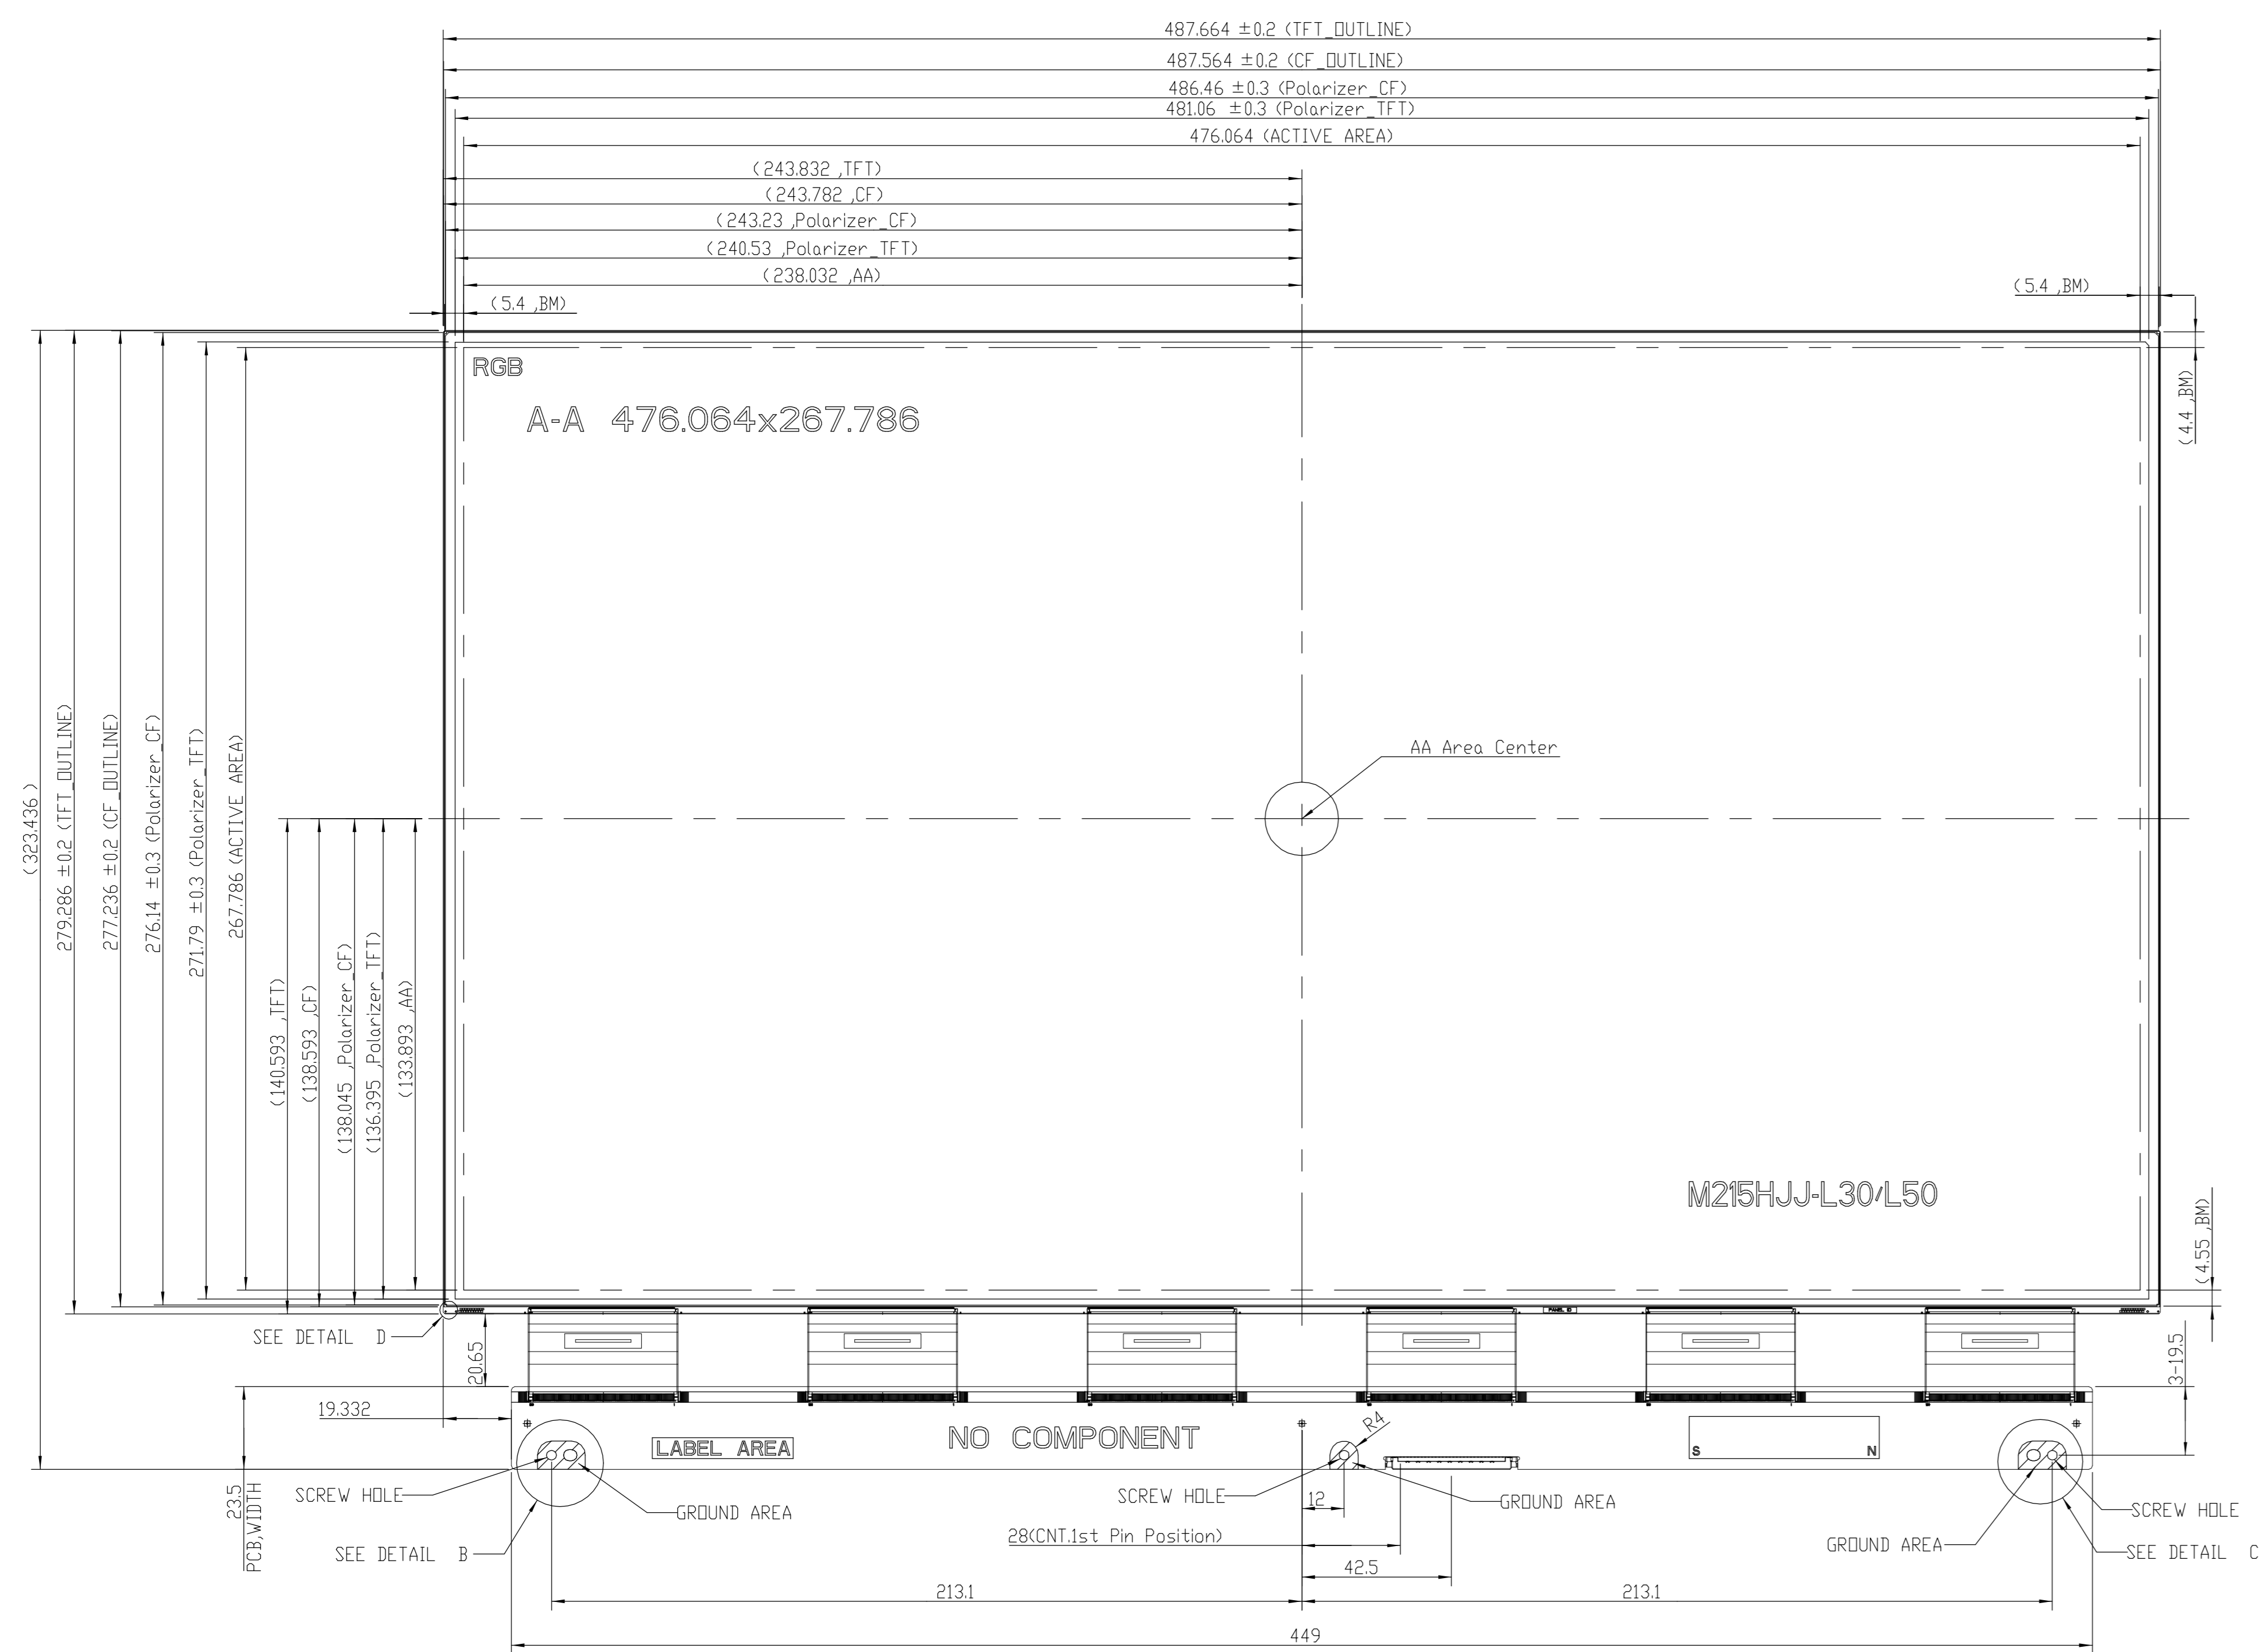 487.664 ±0.2 (TFT_OUTLINE)
487.564 ±0.2 (CF_OUTLINE)
486.46 ±0.3 (Polarizer_CF)
481.06 ±0.3 (Polarizer_TFT)
476.064 (ACTIVE AREA)
(243.832 ,TFT)
(243.782 ,CF)
(243.23 ,Polarizer_CF)
(240.53 ,Polarizer_TFT)
(238.032 ,AA)
(5.4 ,BM)
(5.4 ,BM)
(4.4 ,BM)
RGB
A-A 476.064x267.786
AA Area Center
(323.436 )
279.286 ±0.2 (TFT_OUTLINE)
277.236 ±0.2 (CF_OUTLINE)
276.14 ±0.3 (Polarizer_CF)
271.79 ±0.3 (Polarizer_TFT)
267.786 (ACTIVE AREA)
(140.593 ,TFT)
(138.593 ,CF)
(138.045 ,Polarizer_CF)
(136.395 ,Polarizer_TFT)
(133.893 ,AA)
M215HJJ-L30/L50
(4.55 ,BM)
PANEL ID
SEE DETAIL D
20.65
3-19.5
19.332
R4
LABEL AREA
NO COMPONENT
S N
23.5
PCB,WIDTH
SCREW HOLE
GROUND AREA
SEE DETAIL B
SCREW HOLE
12
GROUND AREA
28(CNT.1st Pin Position)
42.5
SCREW HOLE
GROUND AREA
SEE DETAIL C
213.1
213.1
449